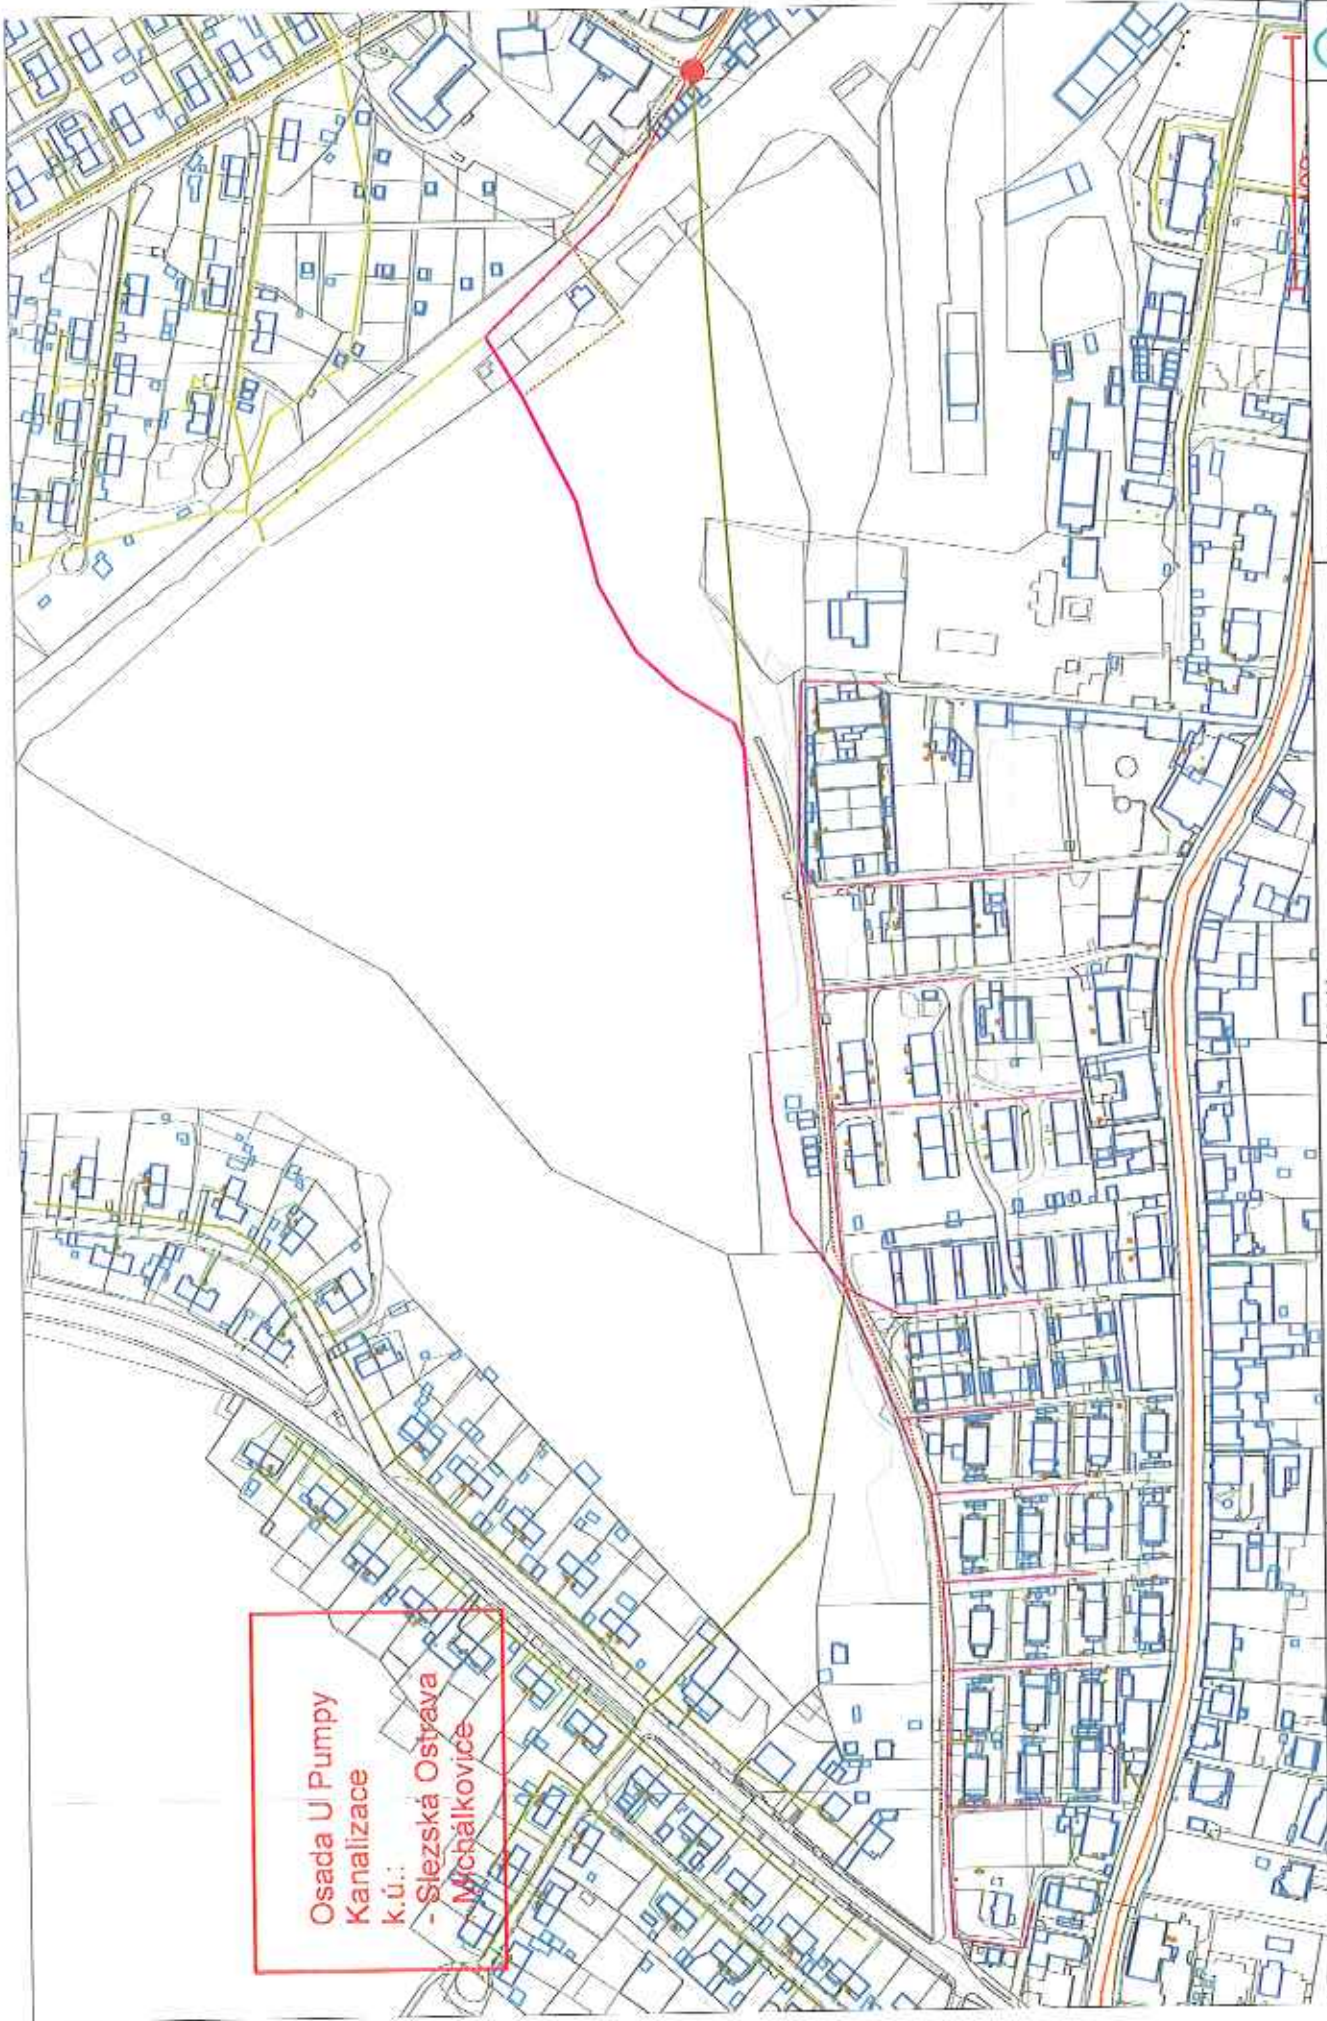 Osada U Pumpy
Kanalizace
k.ú.:
- Slezská Ostrava
- Michálkovice